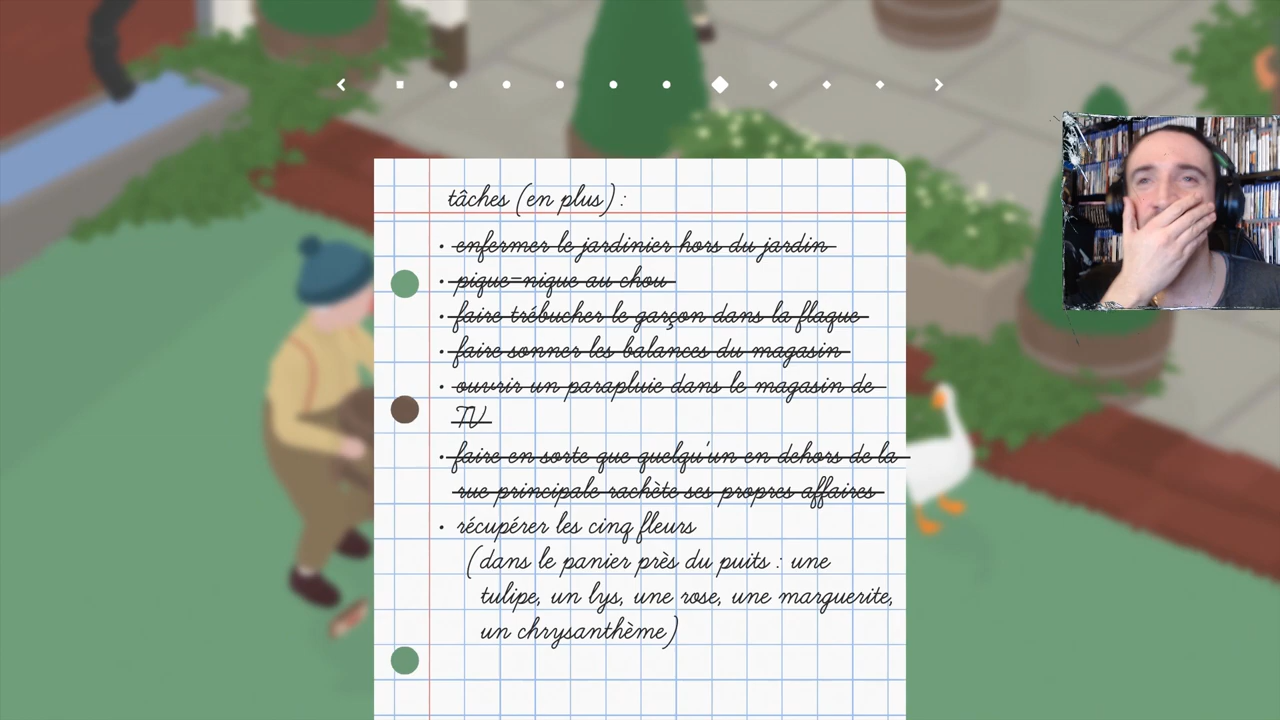 tâches (en plus) :
• enfermer le jardinier hors du jardin
• pique-nique au chou
• faire trébucher le garçon dans la flaque
• faire sonner les balances du magasin
• ouvrir un parapluie dans le magasin de
TV
• faire en sorte que quelqu'un en dehors de la
rue principale rachète ses propres affaires
• récupérer les cinq fleurs
(dans le panier près du puits : une
tulipe, un lys, une rose, une marguerite,
un chrysanthème)